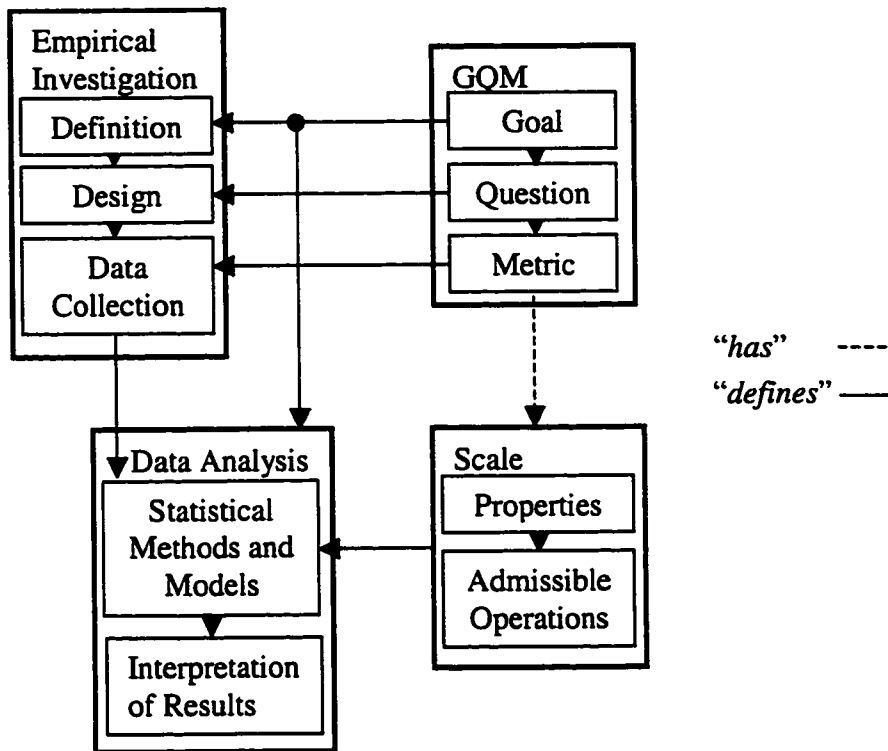 Empirical
Investigation
Definition
Design
Data
Collection
GQM
Goal
Question
Metric
“has”
“defines”
Data Analysis
Statistical
Methods and
Models
Interpretation
of Results
Scale
Properties
Admissible
Operations